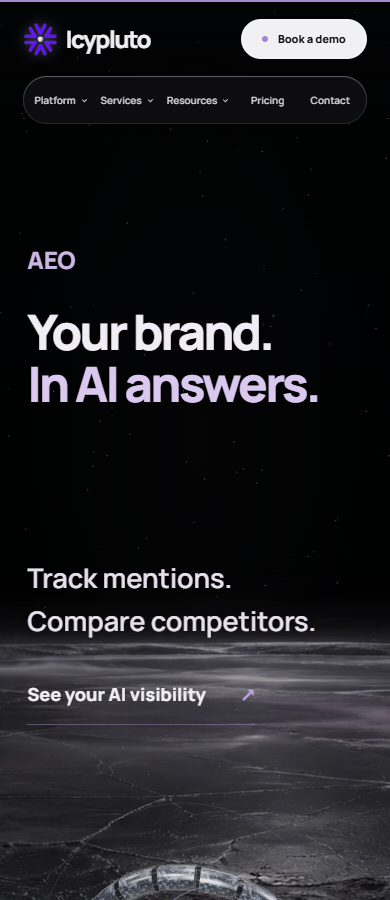 Icypluto
Book a demo
Platform
Services
Resources
Pricing
Contact
AEO
Your brand.
In AI answers.
Track mentions.
Compare competitors.
See your AI visibility ↗